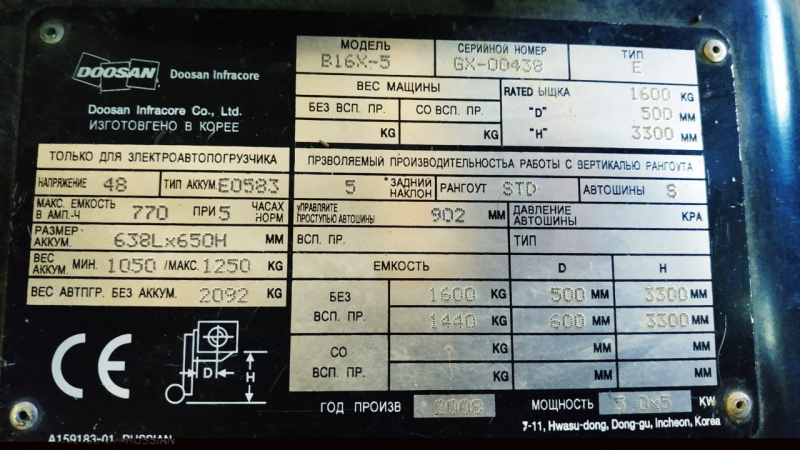 DOOSAN Doosan Infracore
Doosan Infracore Co., Ltd.
ИЗГОТОВГЕНО В КОРЕЕ
МОДЕЛЬ СЕРИЙНОЙ НОМЕР ТИП
B16X-5 GX-00438 E
ВЕС МАЩИНЫ RATED ЫЩКА 1600 KG
БЕЗ ВСП. ПР. СО ВСП. ПР. "D" 500 MM
KG KG "H" 3300 MM
ТОЛЬКО ДЛЯ ЗЛЕКТРОАВТОПОГРУЗЧИКА
НАПРЯЖЕНИЕ 48 ТИП АККУМ. E0583
МАКС. ЕМКОСТЬ В АМП.-Ч 770 ПРИ 5 ЧАСАХ НОРМ
РАЗМЕР АККУМ. 638Lx650H MM
ВЕС АККУМ. МИН. 1050 /МАКС. 1250 KG
ВЕС АВТПГР. БЕЗ АККУМ. 2092 KG
ПРЗВОЛЯЕМЫЙ ПРОИЗВОДИТЕЛЬНОСТЬА РАБОТЫ С ВЕРТИКАЛЬЮ РАНГОУТА
5 °ЗАДНИЙ НАКЛОН РАНГОУТ STD АВТОШИНЫ S
УПРАВЛЯИТЕ ПРОСТУПЬЮ АВТОШИНЫ 902 MM ДАВЛЕНИЕ АВТОШИНЫ KPA
ВСП. ПР. ТИП
ЕМКОСТЬ D H
БЕЗ ВСП. ПР. 1600 KG 500 MM 3300 MM
1440 KG 600 MM 3300 MM
СО ВСП. ПР. KG MM MM
KG MM MM
CE D H
ГОД ПРОИЗВ 2008 МОЩНОСТЬ 5.0x5 KW
7-11, Hwasu-dong, Dong-gu, Incheon, Korea
A159183-01 RUSSIAN